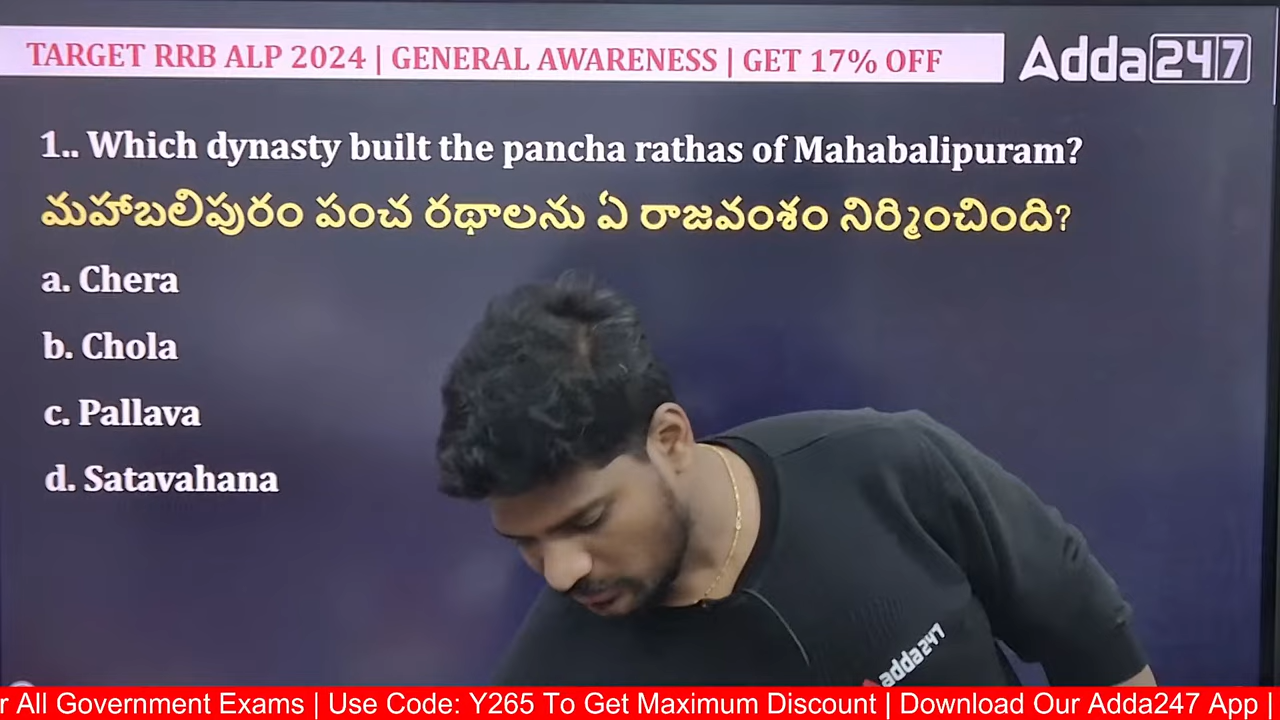 TARGET RRB ALP 2024 | GENERAL AWARENESS | GET 17% OFF
Adda247
1.. Which dynasty built the pancha rathas of Mahabalipuram?
మహాబలిపురం పంచ రథాలను ఏ రాజవంశం నిర్మించింది?
a. Chera
b. Chola
c. Pallava
d. Satavahana
adda247
r All Government Exams | Use Code: Y265 To Get Maximum Discount | Download Our Adda247 App |